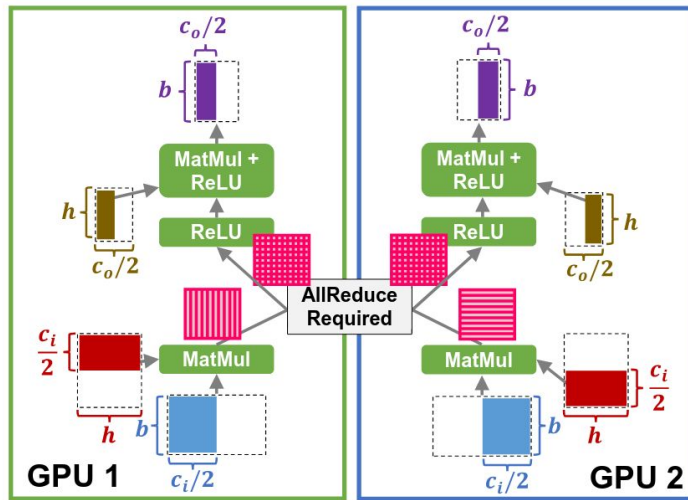 c_o/2
b
MatMul +
ReLU
h
ReLU
c_o/2
c_i
2
MatMul
h
b
c_i/2
GPU 1
AllReduce
Required
c_o/2
b
MatMul +
ReLU
h
ReLU
c_o/2
MatMul
c_i
2
h
b
c_i/2
GPU 2